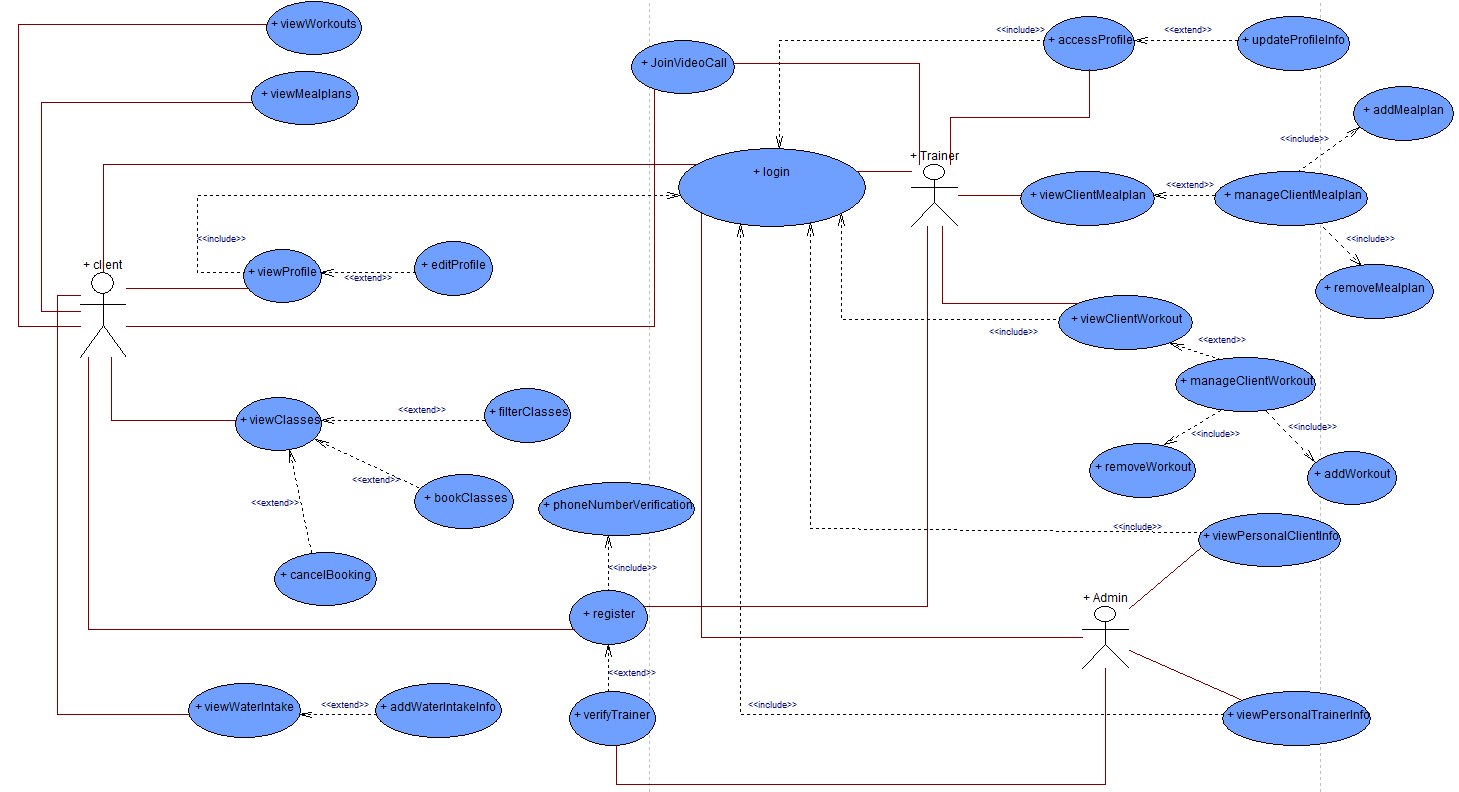 + viewWorkouts
<<include>>
+ accessProfile
<<extend>>
+ updateProfileInfo
+ JoinVideoCall
+ viewMealplans
+ addMealplan
<<include>>
+ Trainer
+ login
<<extend>>
+ viewClientMealplan
+ manageClientMealplan
<<include>>
<<include>>
+ client
+ viewProfile
<<extend>>
+ editProfile
+ removeMealplan
+ viewClientWorkout
<<include>>
<<extend>>
+ manageClientWorkout
<<extend>>
+ filterClasses
+ viewClasses
<<include>>
<<include>>
+ removeWorkout
+ addWorkout
<<extend>>
<<extend>>
+ bookClasses
+ phoneNumberVerification
<<include>>
+ viewPersonalClientInfo
+ cancelBooking
<<include>>
+ Admin
+ register
<<extend>>
+ viewWaterIntake
<<extend>>
+ addWaterIntakeInfo
+ verifyTrainer
<<include>>
+ viewPersonalTrainerInfo